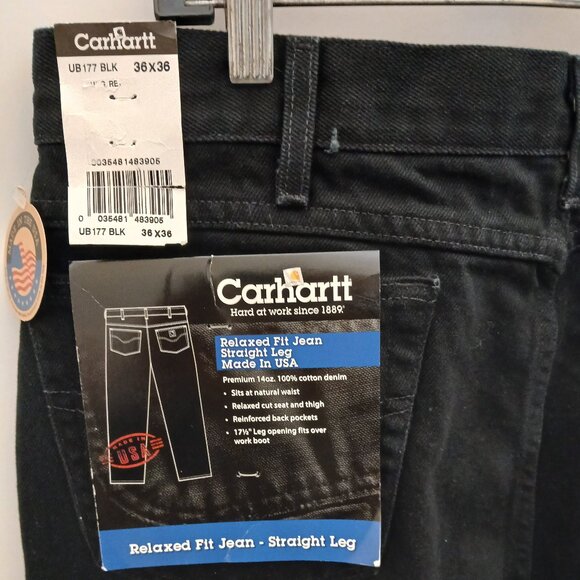 Carhartt
UB177 BLK 36X36
0035481483905
0 035481 483905
UB177 BLK 36X36
Carhartt
Hard at work since 1889.
Relaxed Fit Jean
Straight Leg
Made In USA
Premium 14oz. 100% cotton denim
• Sits at natural waist
• Relaxed cut seat and thigh
• Reinforced back pockets
• 17½" Leg opening fits over
work boot
MADE IN
USA
Relaxed Fit Jean - Straight Leg